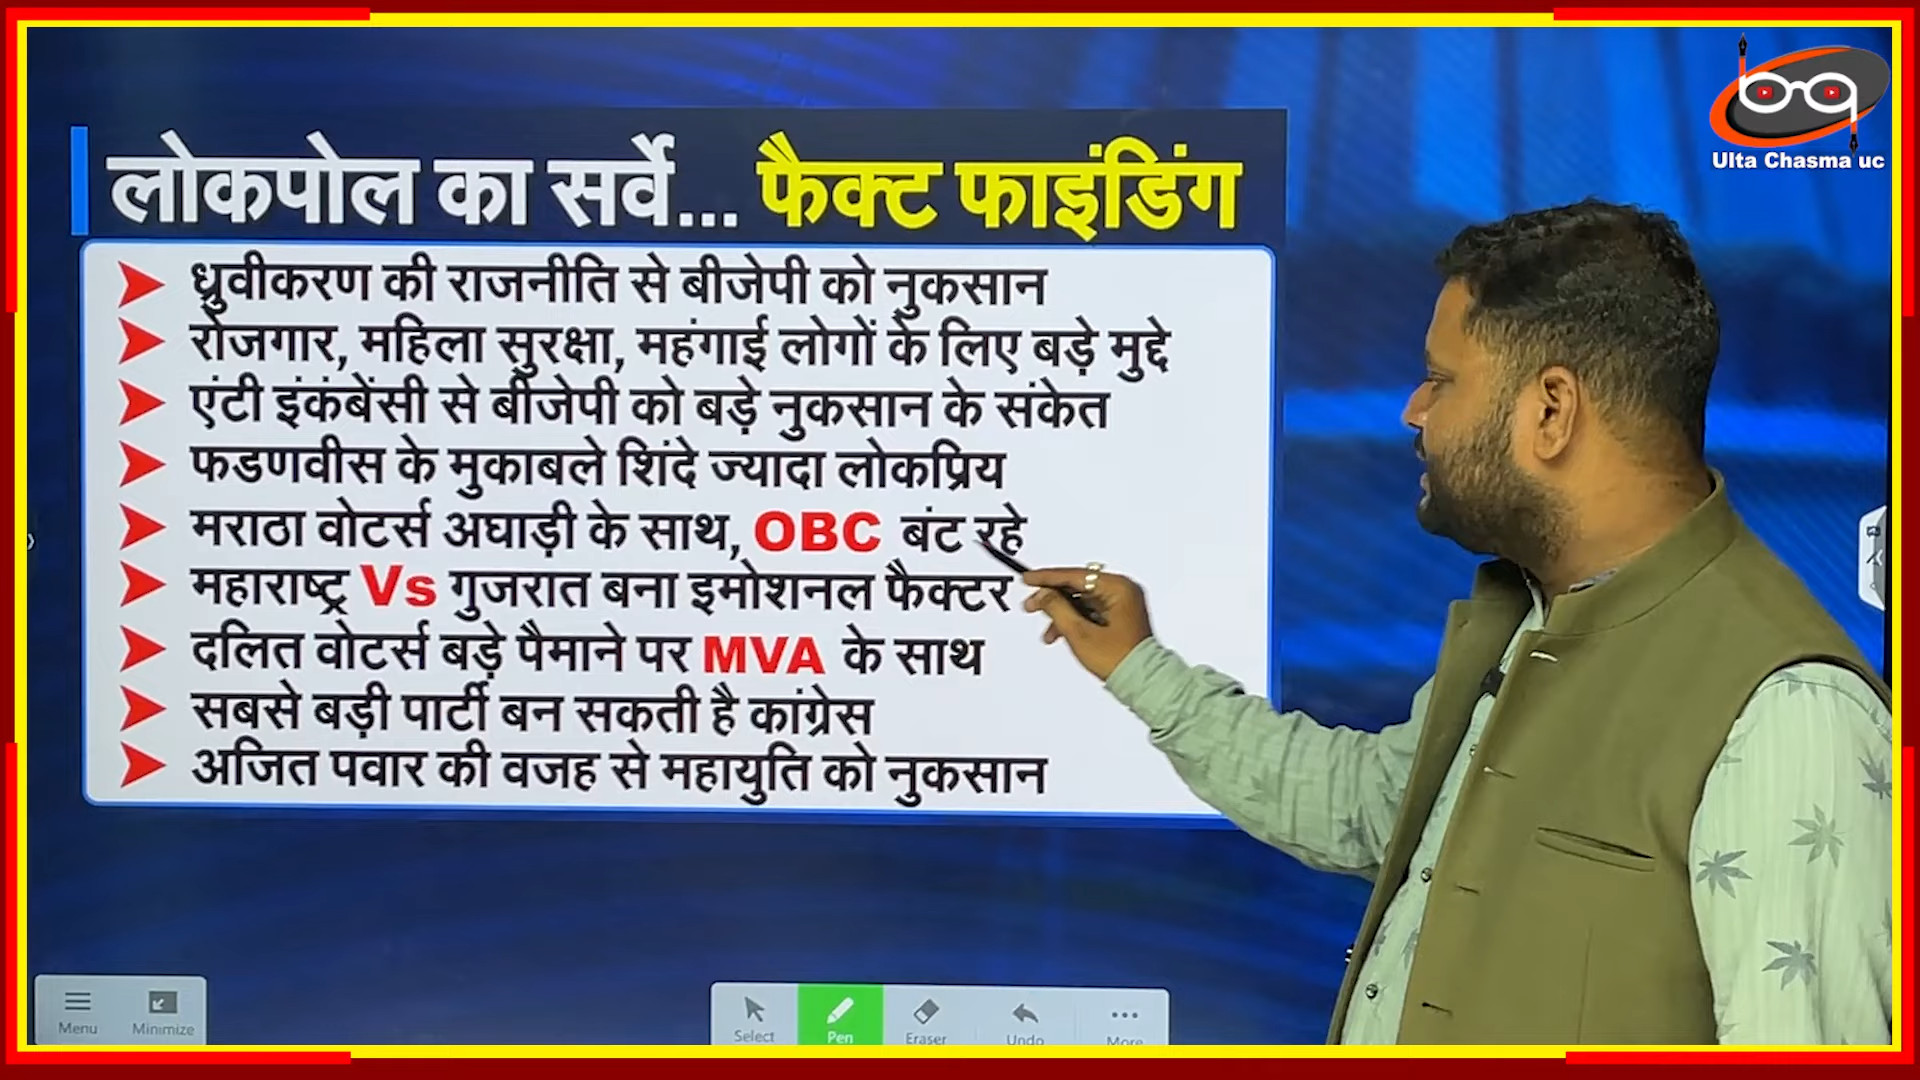 Ulta Chasma uc
लोकपोल का सर्वे... फैक्ट फाइंडिंग
ध्रुवीकरण की राजनीति से बीजेपी को नुकसान
रोजगार, महिला सुरक्षा, महंगाई लोगों के लिए बड़े मुद्दे
एंटी इंकंबेंसी से बीजेपी को बड़े नुकसान के संकेत
फडणवीस के मुकाबले शिंदे ज्यादा लोकप्रिय
मराठा वोटर्स अघाड़ी के साथ, OBC बंट रहे
महाराष्ट्र Vs गुजरात बना इमोशनल फैक्टर
दलित वोटर्स बड़े पैमाने पर MVA के साथ
सबसे बड़ी पार्टी बन सकती है कांग्रेस
अजित पवार की वजह से महायुति को नुकसान
Menu Minimize
Select Pen Eraser Undo More